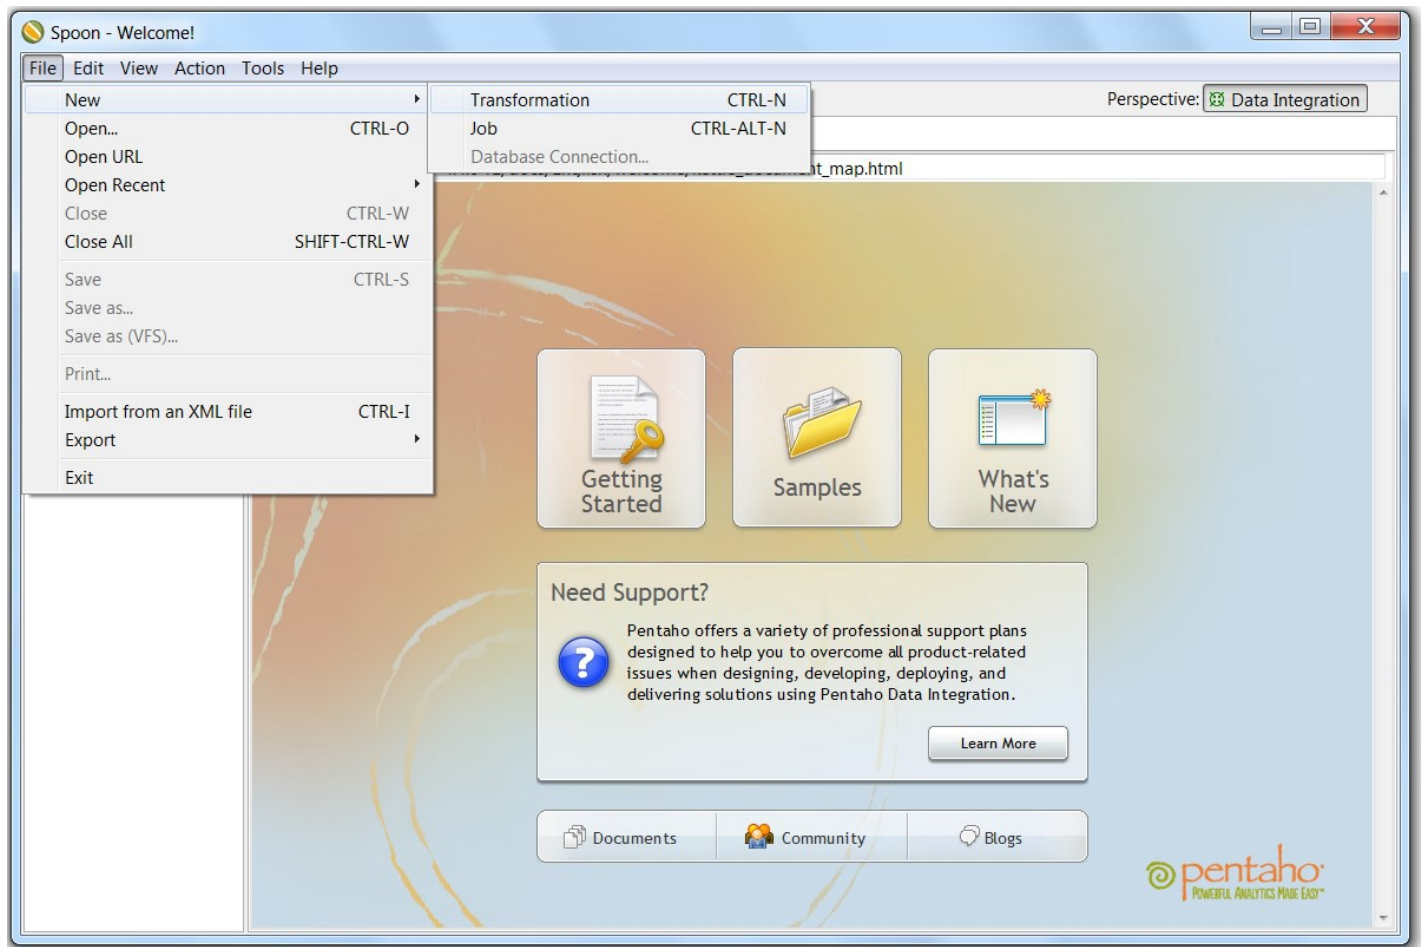 Spoon - Welcome!
File Edit View Action Tools Help
New
Transformation CTRL-N
Perspective: Data Integration
Open... CTRL-O
Job CTRL-ALT-N
Open URL
Database Connection...
t_map.html
Open Recent
Close CTRL-W
Close All SHIFT-CTRL-W
Save CTRL-S
Save as...
Save as (VFS)...
Print...
Import from an XML file CTRL-I
Export
Exit
Getting
Started
Samples
What's
New
Need Support?
Pentaho offers a variety of professional support plans
designed to help you to overcome all product-related
issues when designing, developing, deploying, and
delivering solutions using Pentaho Data Integration.
Learn More
Documents
Community
Blogs
pentaho
POWERFUL ANALYTICS MADE EASY™